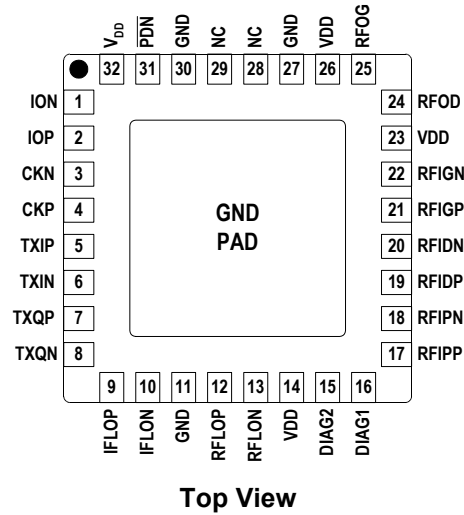 VDD PDN GND NC NC GND VDD RFOG
32 31 30 29 28 27 26 25
ION 1
IOP 2
CKN 3
CKP 4
TXIP 5
TXIN 6
TXQP 7
TXQN 8
GND
PAD
24 RFOD
23 VDD
22 RFIGN
21 RFIGP
20 RFIDN
19 RFIDP
18 RFIPN
17 RFIPP
9 10 11 12 13 14 15 16
IFLOP IFLON GND RFLOP RFLON VDD DIAG2 DIAG1
Top View